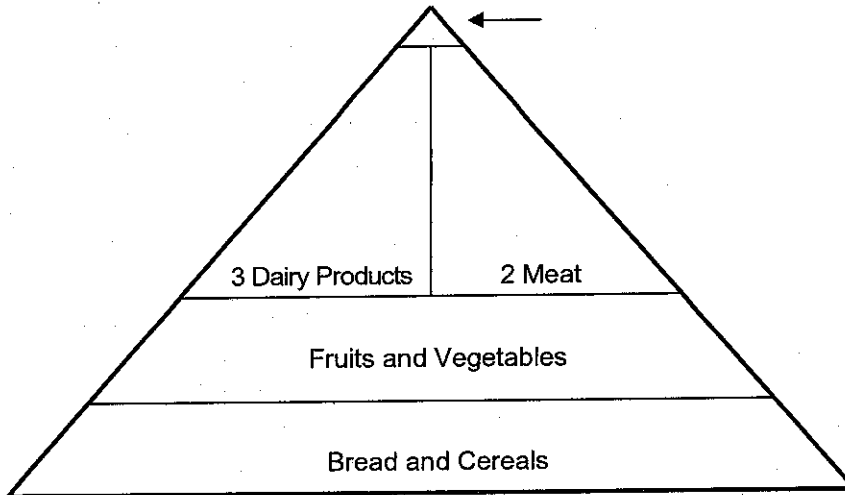 3 Dairy Products
2 Meat
Fruits and Vegetables
Bread and Cereals